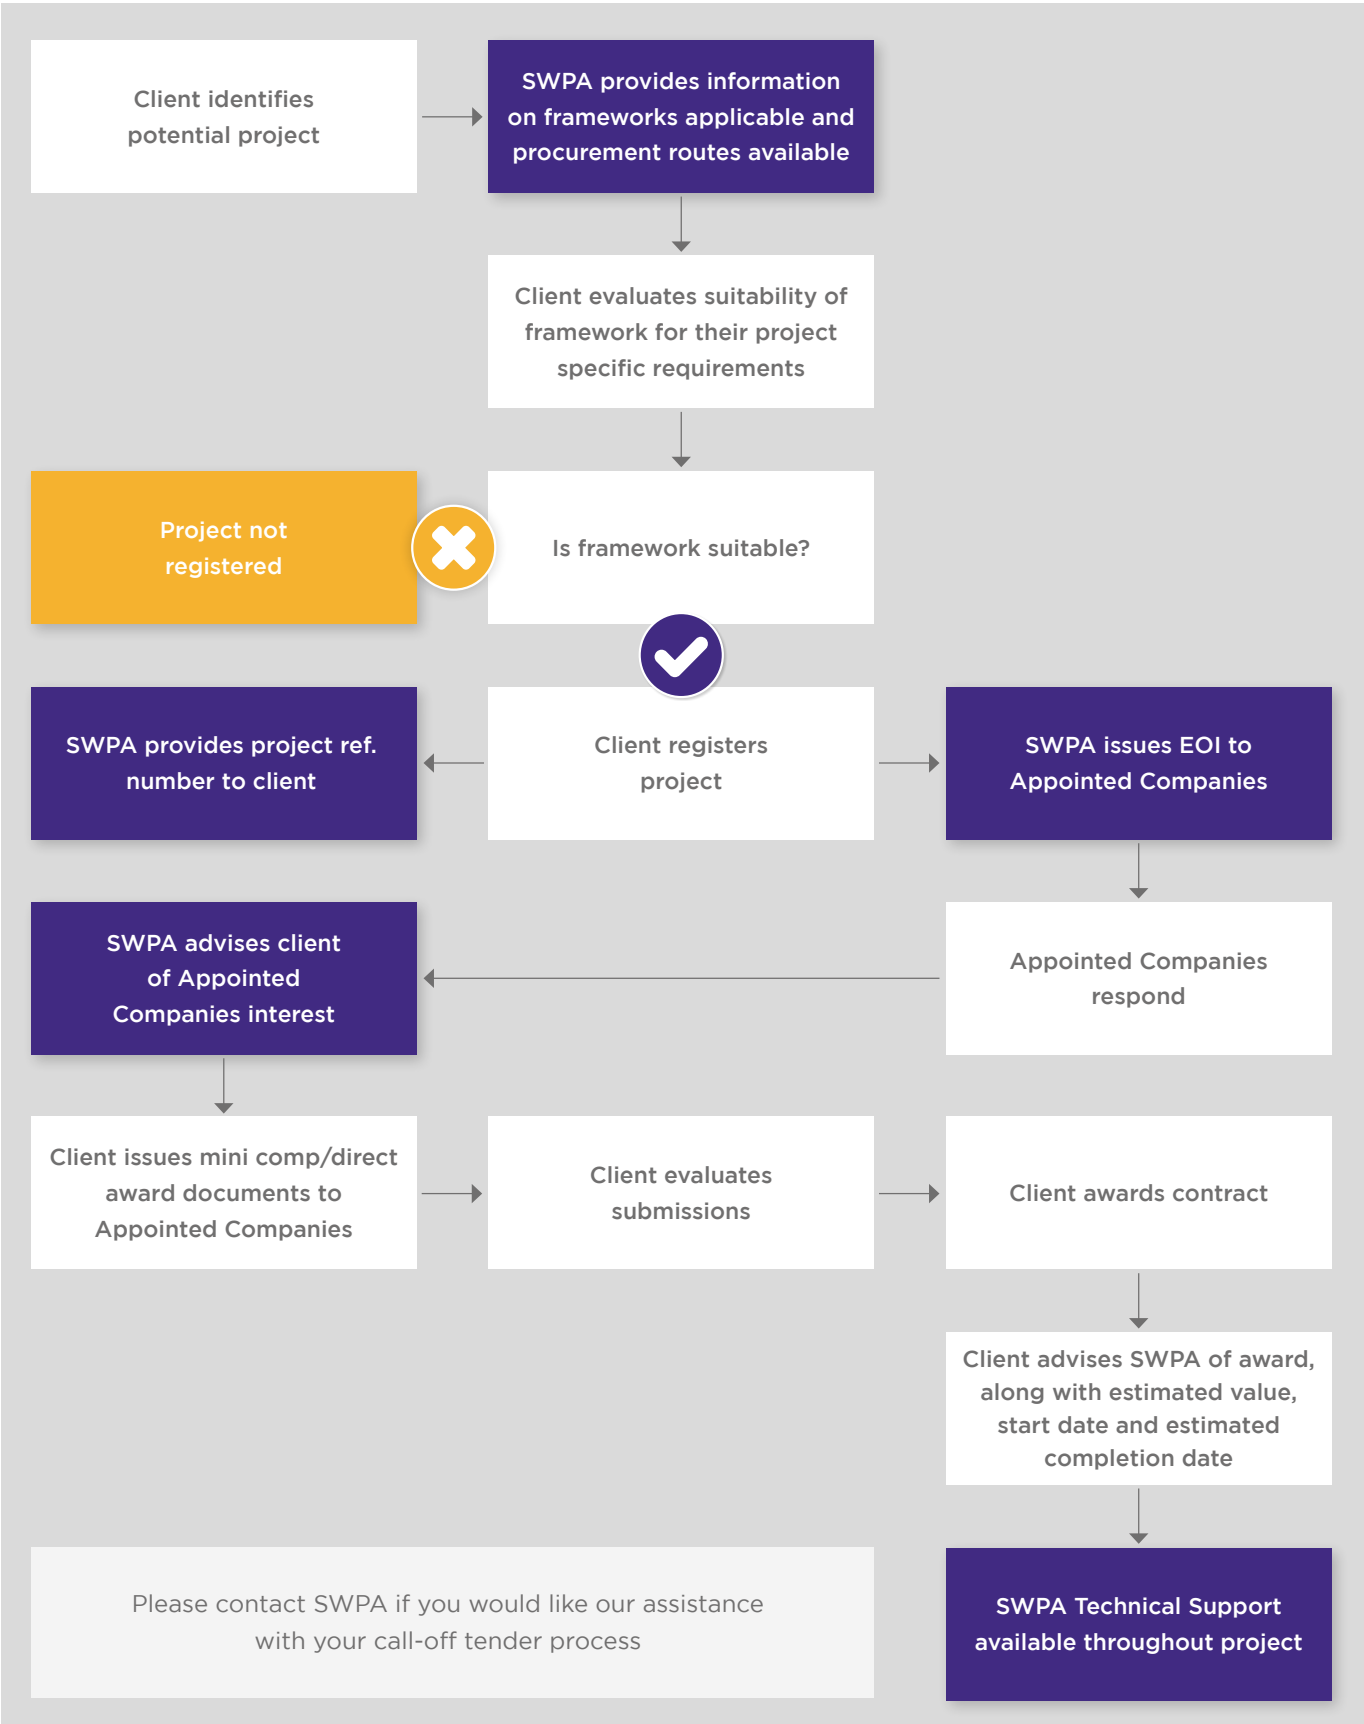 Client identifies
potential project
SWPA provides information
on frameworks applicable and
procurement routes available
Client evaluates suitability of
framework for their project
specific requirements
Project not
registered
Is framework suitable?
SWPA provides project ref.
number to client
Client registers
project
SWPA issues EOI to
Appointed Companies
SWPA advises client
of Appointed
Companies interest
Appointed Companies
respond
Client issues mini comp/direct
award documents to
Appointed Companies
Client evaluates
submissions
Client awards contract
Client advises SWPA of award,
along with estimated value,
start date and estimated
completion date
Please contact SWPA if you would like our assistance
with your call-off tender process
SWPA Technical Support
available throughout project